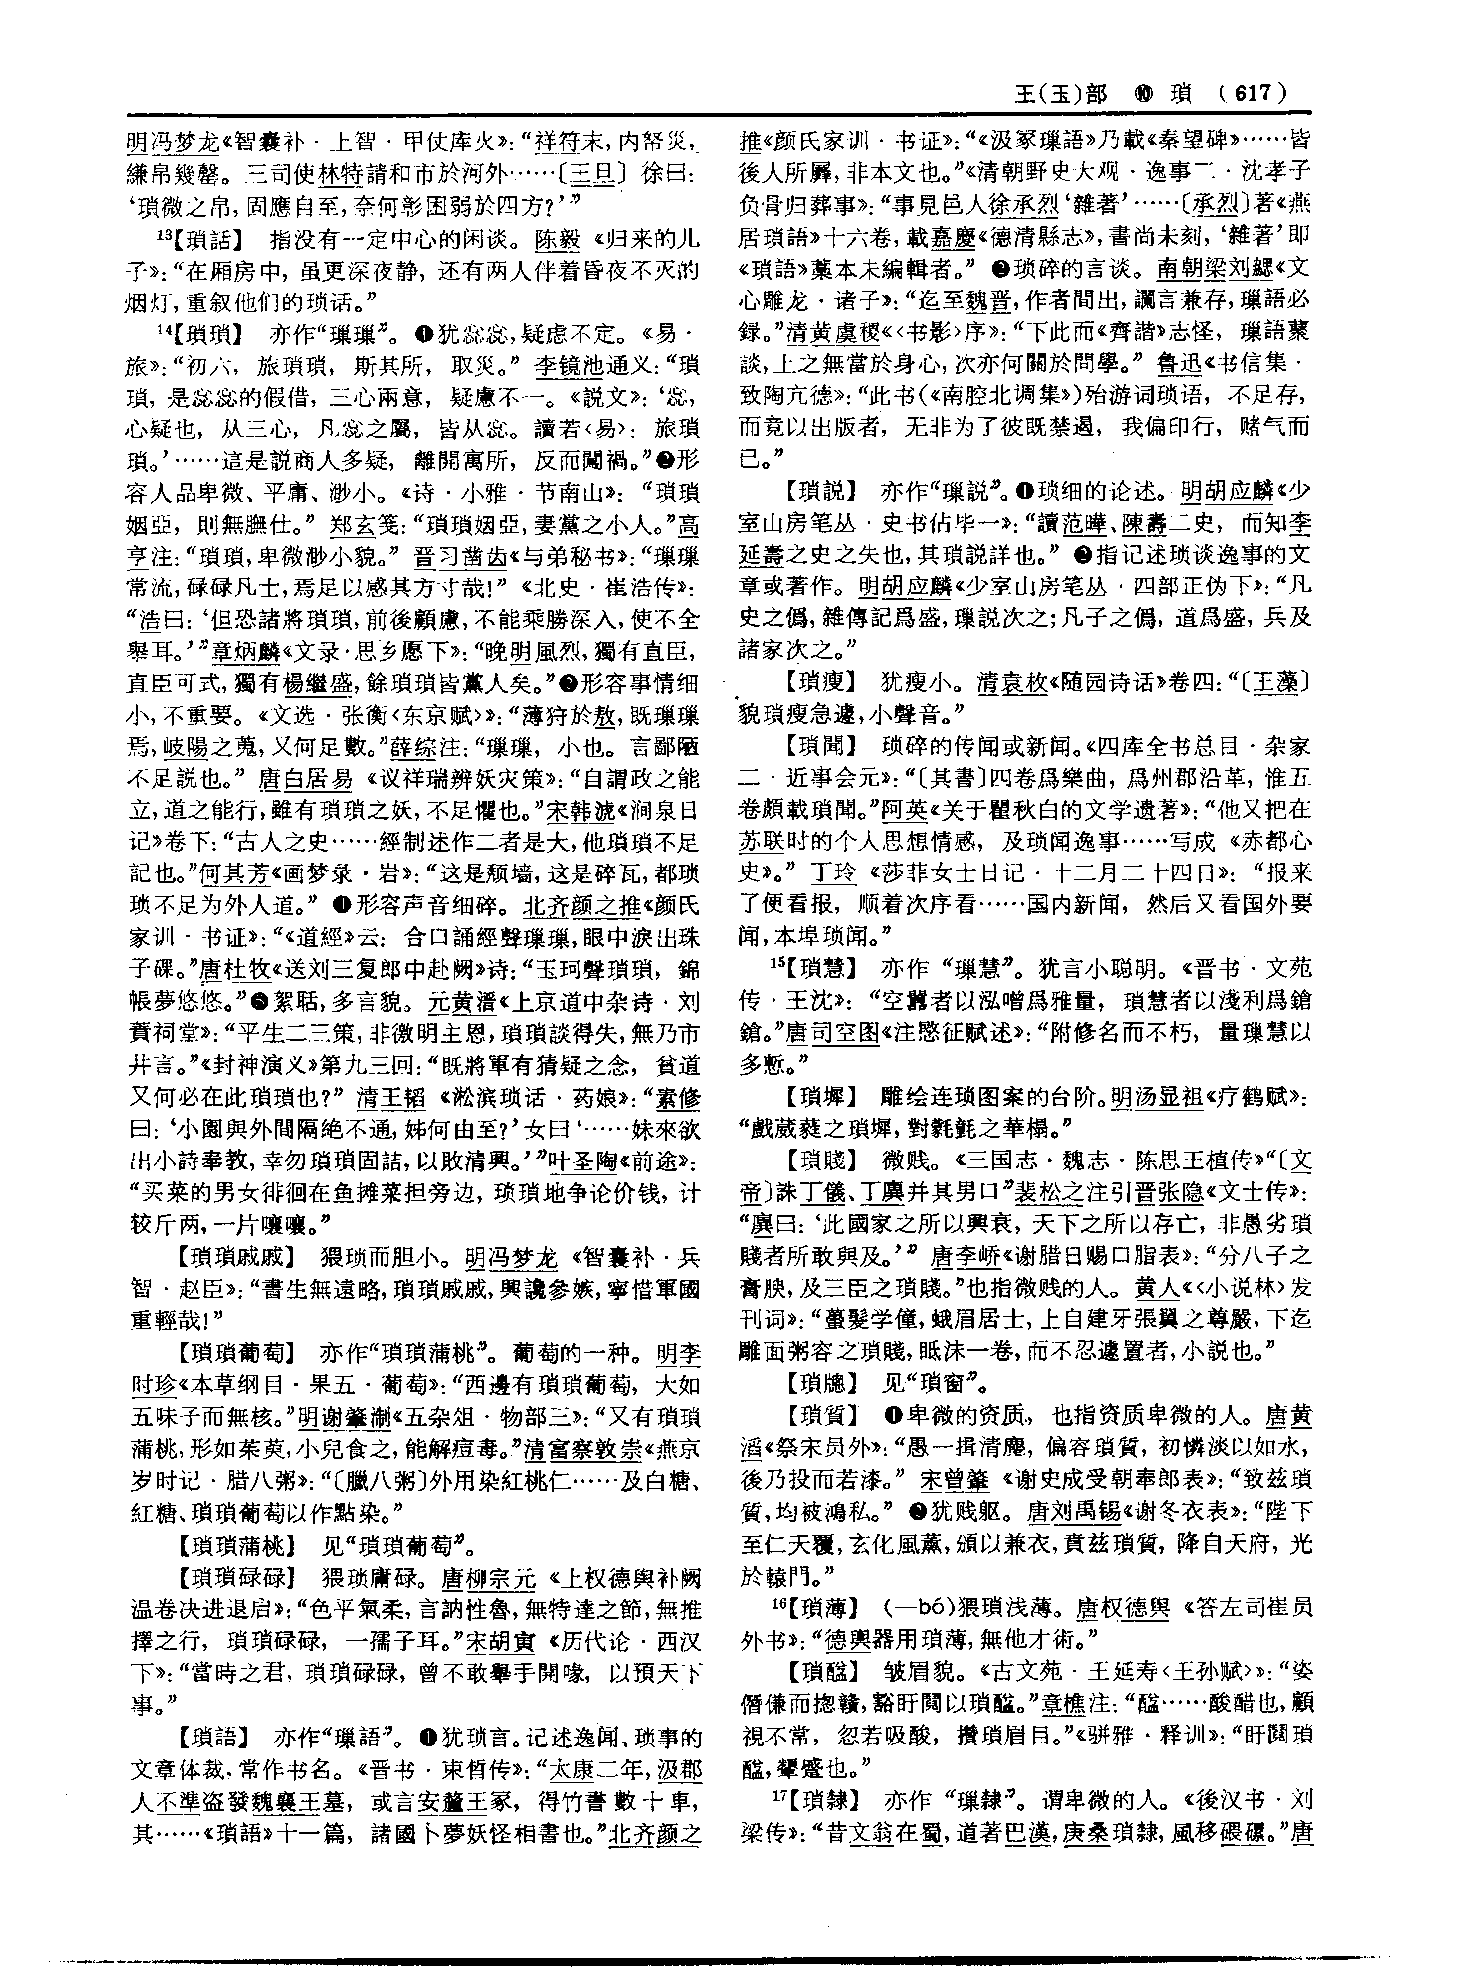 王(玉)部 ⑩ 瑣 (617)
明冯梦龙《智囊补·上智·甲仗库火》：“祥符末，内帑災，
縑帛幾罄。三司使林特請和市於河外……〔王旦〕徐曰：
‘瑣微之帛，固應自至，奈何彰困弱於四方？’”
¹³【瑣話】 指没有一定中心的闲谈。陈毅《归来的儿
子》：“在厢房中，虽更深夜静，还有两人伴着昏夜不灭的
烟灯，重叙他们的琐话。”
¹⁴【瑣瑣】 亦作“璅璅”。❶犹惢惢，疑虑不定。《易·
旅》：“初六，旅瑣瑣，斯其所，取災。”李镜池通义：“瑣
瑣，是惢惢的假借，三心兩意，疑慮不一。《説文》：‘惢，
心疑也，从三心，凡惢之屬，皆从惢。讀若〈易〉：旅瑣
瑣。’……這是説商人多疑，離開寓所，反而闖禍。”❷形
容人品卑微、平庸、渺小。《诗·小雅·节南山》：“瑣瑣
姻亞，則無膴仕。”郑玄笺：“瑣瑣姻亞，妻黨之小人。”高
亨注：“瑣瑣，卑微渺小貌。”晋习凿齿《与弟秘书》：“璅璅
常流，碌碌凡士，焉足以感其方寸哉！”《北史·崔浩传》：
“浩曰：‘但恐諸將瑣瑣，前後顧慮，不能乘勝深入，使不全
舉耳。’”章炳麟《文录·思乡愿下》：“晚明風烈，獨有直臣，
直臣可式，獨有楊繼盛，餘瑣瑣皆黨人矣。”❸形容事情细
小，不重要。《文选·张衡〈东京赋〉》：“薄狩於敖，既璅璅
焉，岐陽之蒐，又何足數。”薛综注：“璅璅，小也。言鄙陋
不足説也。”唐白居易《议祥瑞辨妖灾策》：“自謂政之能
立，道之能行，雖有瑣瑣之妖，不足懼也。”宋韩淲《涧泉日
记》卷下：“古人之史……經制述作二者是大，他瑣瑣不足
記也。”何其芳《画梦录·岩》：“这是颓墙，这是碎瓦，都琐
琐不足为外人道。”❹形容声音细碎。北齐颜之推《颜氏
家训·书证》：“《道經》云：合口誦經聲璅璅，眼中淚出珠
子磲。”唐杜牧《送刘三复郎中赴阙》诗：“玉珂聲瑣瑣，錦
帳夢悠悠。”❺絮聒，多言貌。元黄溍《上京道中杂诗·刘
蕡祠堂》：“平生二三策，非徼明主恩，瑣瑣談得失，無乃市
井言。”《封神演义》第九三回：“既將軍有猜疑之念，貧道
又何必在此瑣瑣也？”清王韬《淞滨琐话·药娘》：“素修
曰：‘小園與外間隔绝不通，姊何由至？’女曰‘……妹來欲
出小詩奉教，幸勿瑣瑣固詰，以敗清興。’”叶圣陶《前途》：
“买菜的男女徘徊在鱼摊菜担旁边，琐琐地争论价钱，计
较斤两，一片嚷嚷。”
【瑣瑣戚戚】 猥琐而胆小。明冯梦龙《智囊补·兵
智·赵臣》：“書生無遠略，瑣瑣戚戚，興讒參嫉，寧惜軍國
重輕哉！”
【瑣瑣葡萄】 亦作“瑣瑣蒲桃”。葡萄的一种。明李
时珍《本草纲目·果五·葡萄》：“西邊有瑣瑣葡萄，大如
五味子而無核。”明谢肇淛《五杂俎·物部三》：“又有瑣瑣
蒲桃，形如茱萸，小兒食之，能解痘毒。”清富察敦崇《燕京
岁时记·腊八粥》：“〔臘八粥〕外用染紅桃仁……及白糖、
紅糖、瑣瑣葡萄以作點染。”
【瑣瑣蒲桃】 见“瑣瑣葡萄”。
【瑣瑣碌碌】 猥琐庸碌。唐柳宗元《上权德舆补阙
温卷决进退启》：“色平氣柔，言訥性魯，無特達之節，無推
擇之行，瑣瑣碌碌，一孺子耳。”宋胡寅《历代论·西汉
下》：“當時之君，瑣瑣碌碌，曾不敢舉手開喙，以預天下
事。”
【瑣語】 亦作“璅語”。❶犹琐言。记述逸闻、琐事的
文章体裁，常作书名。《晋书·束皙传》：“太康二年，汲郡
人不準盗發魏襄王墓，或言安釐王冢，得竹書數十車，
其……《瑣語》十一篇，諸國卜夢妖怪相書也。”北齐颜之
推《颜氏家训·书证》：“《汲冢璅語》乃載《秦望碑》……皆
後人所羼，非本文也。”《清朝野史大观·逸事二·沈孝子
负骨归葬事》：“事見邑人徐承烈‘雜著’……〔承烈〕著《燕
居瑣語》十六卷，載嘉慶《德清縣志》，書尚未刻，‘雜著’即
《瑣語》藁本未編輯者。”❷琐碎的言谈。南朝梁刘勰《文
心雕龙·诸子》：“迄至魏晋，作者間出，讕言兼存，璅語必
録。”清黄虞稷《〈书影〉序》：“下此而《齊諧》志怪，璅語叢
談，上之無當於身心，次亦何關於問學。”鲁迅《书信集·
致陶亢德》：“此书（《南腔北调集》）殆游词琐语，不足存，
而竟以出版者，无非为了彼既禁遏，我偏印行，赌气而
已。”
【瑣説】 亦作“璅説”。❶琐细的论述。明胡应麟《少
室山房笔丛·史书佔毕一》：“讀范曄、陳壽二史，而知李
延壽之史之失也，其瑣説詳也。”❷指记述琐谈逸事的文
章或著作。明胡应麟《少室山房笔丛·四部正伪下》：“凡
史之僞，雜傳記爲盛，璅説次之；凡子之僞，道爲盛，兵及
諸家次之。”
【瑣瘦】 犹瘦小。清袁枚《随园诗话》卷四：“〔王藻〕
貌瑣瘦急遽，小聲音。”
【瑣聞】 琐碎的传闻或新闻。《四库全书总目·杂家
二·近事会元》：“〔其書〕四卷爲樂曲，爲州郡沿革，惟五
卷頗載瑣聞。”阿英《关于瞿秋白的文学遗著》：“他又把在
苏联时的个人思想情感，及琐闻逸事……写成《赤都心
史》。”丁玲《莎菲女士日记·十二月二十四日》：“报来
了便看报，顺着次序看……国内新闻，然后又看国外要
闻，本埠琐闻。”
¹⁵【瑣慧】 亦作“璅慧”。犹言小聪明。《晋书·文苑
传·王沈》：“空嚚者以泓噌爲雅量，瑣慧者以淺利爲鎗
鎗。”唐司空图《注愍征赋述》：“附修名而不朽，量璅慧以
多慙。”
【瑣墀】 雕绘连琐图案的台阶。明汤显祖《疗鹤赋》：
“戲葳蕤之瑣墀，對毵毵之華榻。”
【瑣賤】 微贱。《三国志·魏志·陈思王植传》“〔文
帝〕誅丁儀、丁廙并其男口”裴松之注引晋张隐《文士传》：
“廙曰：‘此國家之所以興衰，天下之所以存亡，非愚劣瑣
賤者所敢與及。’” 唐李峤《谢腊日赐口脂表》：“分八子之
膏腴，及三臣之瑣賤。”也指微贱的人。黄人《〈小说林〉发
刊词》：“蠆髮学僮，蛾眉居士，上自建牙張翼之尊嚴，下迄
雕面粥容之瑣賤，眡沫一卷，而不忍遽置者，小説也。”
【瑣牕】 见“瑣窗”。
【瑣質】 ❶卑微的资质，也指资质卑微的人。唐黄
滔《祭宋员外》：“愚一揖清麈，偏容瑣質，初憐淡以如水，
後乃投而若漆。”宋曾肇《谢史成受朝奉郎表》：“致兹瑣
質，均被鴻私。”❷犹贱躯。唐刘禹锡《谢冬衣表》：“陛下
至仁天覆，玄化風薰，頒以兼衣，賁兹瑣質，降自天府，光
於轅門。”
¹⁶【瑣薄】 (—bó)猥瑣浅薄。唐权德舆《答左司崔员
外书》：“德輿器用瑣薄，無他才術。”
【瑣醯】 皱眉貌。《古文苑·王延寿〈王孙赋〉》：“姿
僭傔而抱贛，豁盱䦧以瑣醯。”章樵注：“醯……酸醋也，顧
視不常，忽若吸酸，攢瑣眉目。”《骈雅·释训》：“盱䦧瑣
醯，顰蹙也。”
¹⁷【瑣隸】 亦作“璅隸”。谓卑微的人。《後汉书·刘
梁传》：“昔文翁在蜀，道著巴漢，庚桑瑣隸，風移碨礧。”唐